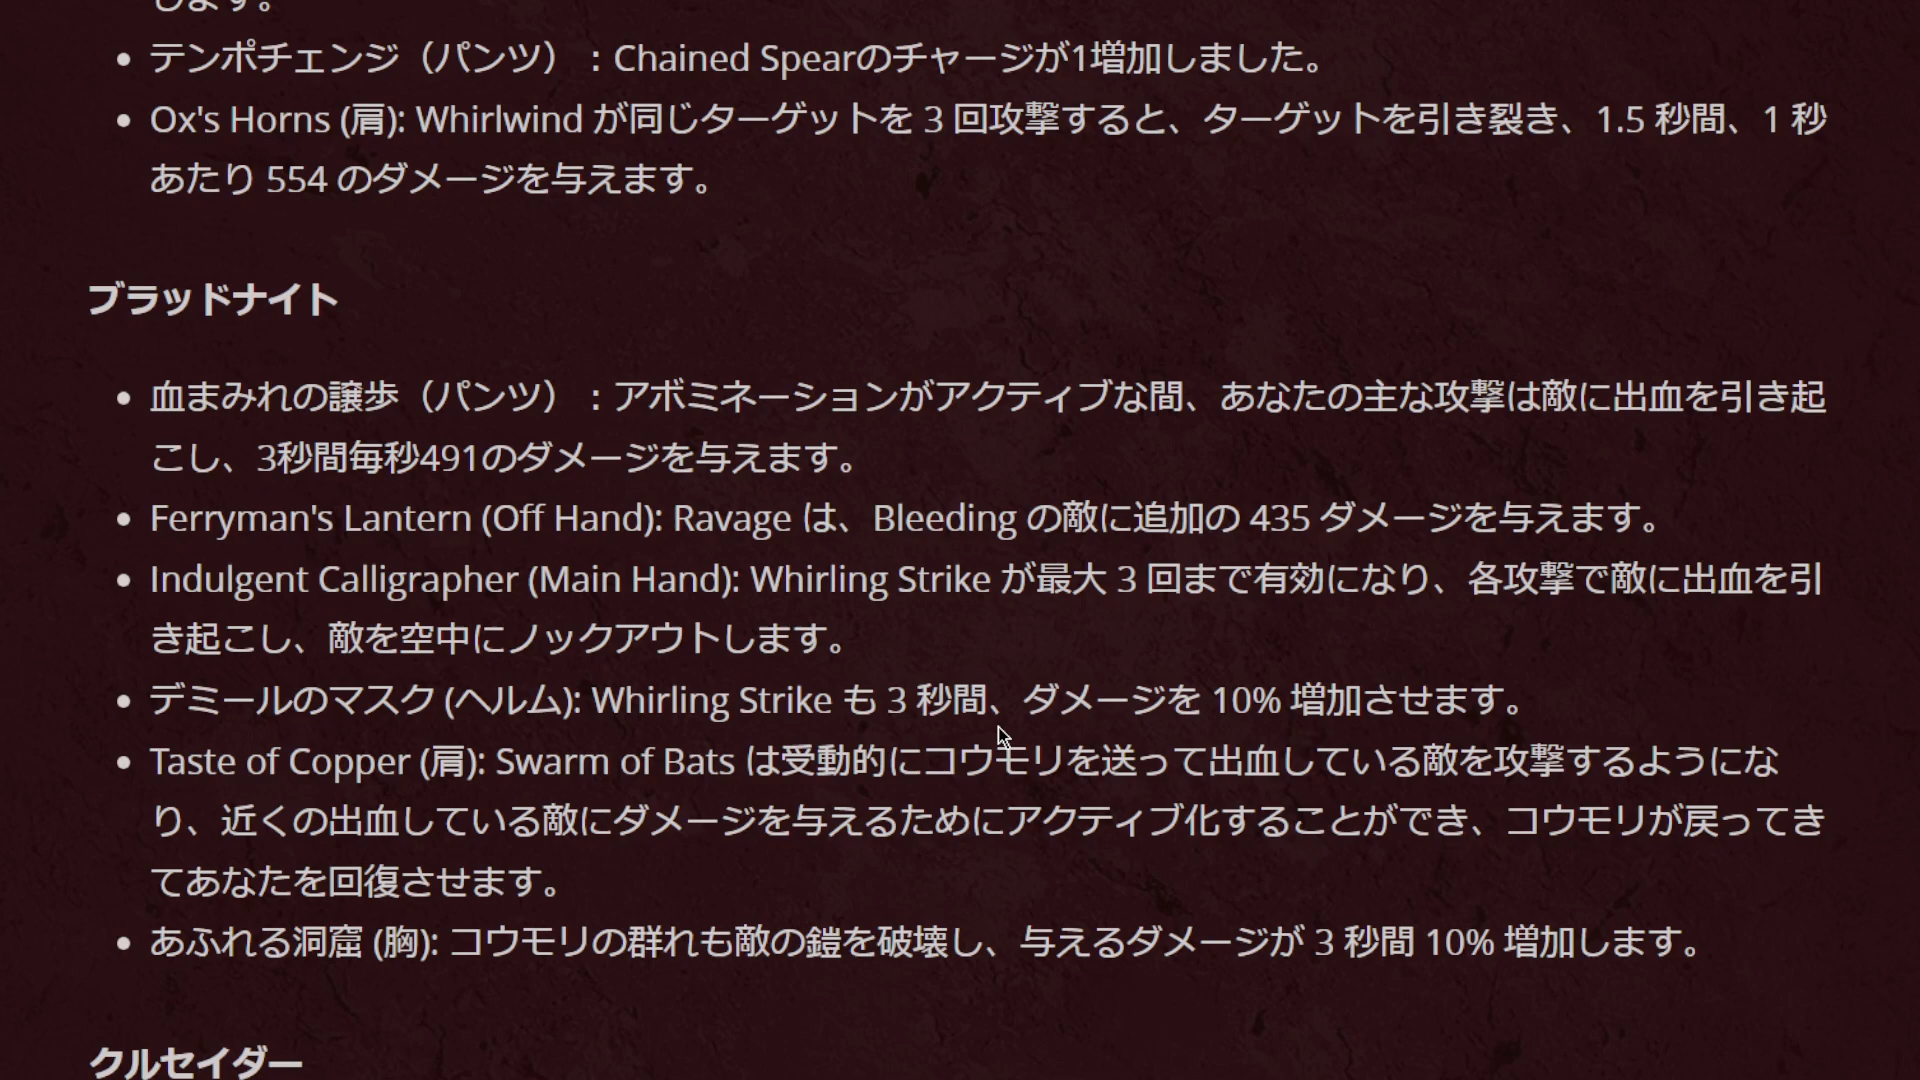 します。
テンポチェンジ（パンツ）：Chained Spearのチャージが1増加しました。
Ox's Horns (肩): Whirlwind が同じターゲットを 3 回攻撃すると、ターゲットを引き裂き、1.5 秒間、1 秒
あたり 554 のダメージを与えます。
ブラッドナイト
血まみれの譲歩（パンツ）：アボミネーションがアクティブな間、あなたの主な攻撃は敵に出血を引き起
こし、3秒間毎秒491のダメージを与えます。
Ferryman's Lantern (Off Hand): Ravage は、Bleeding の敵に追加の 435 ダメージを与えます。
Indulgent Calligrapher (Main Hand): Whirling Strike が最大 3 回まで有効になり、各攻撃で敵に出血を引
き起こし、敵を空中にノックアウトします。
デミールのマスク (ヘルム): Whirling Strike も 3 秒間、ダメージを 10% 増加させます。
Taste of Copper (肩): Swarm of Bats は受動的にコウモリを送って出血している敵を攻撃するようにな
り、近くの出血している敵にダメージを与えるためにアクティブ化することができ、コウモリが戻ってき
てあなたを回復させます。
あふれる洞窟 (胸): コウモリの群れも敵の鎧を破壊し、与えるダメージが 3 秒間 10% 増加します。
クルセイダー